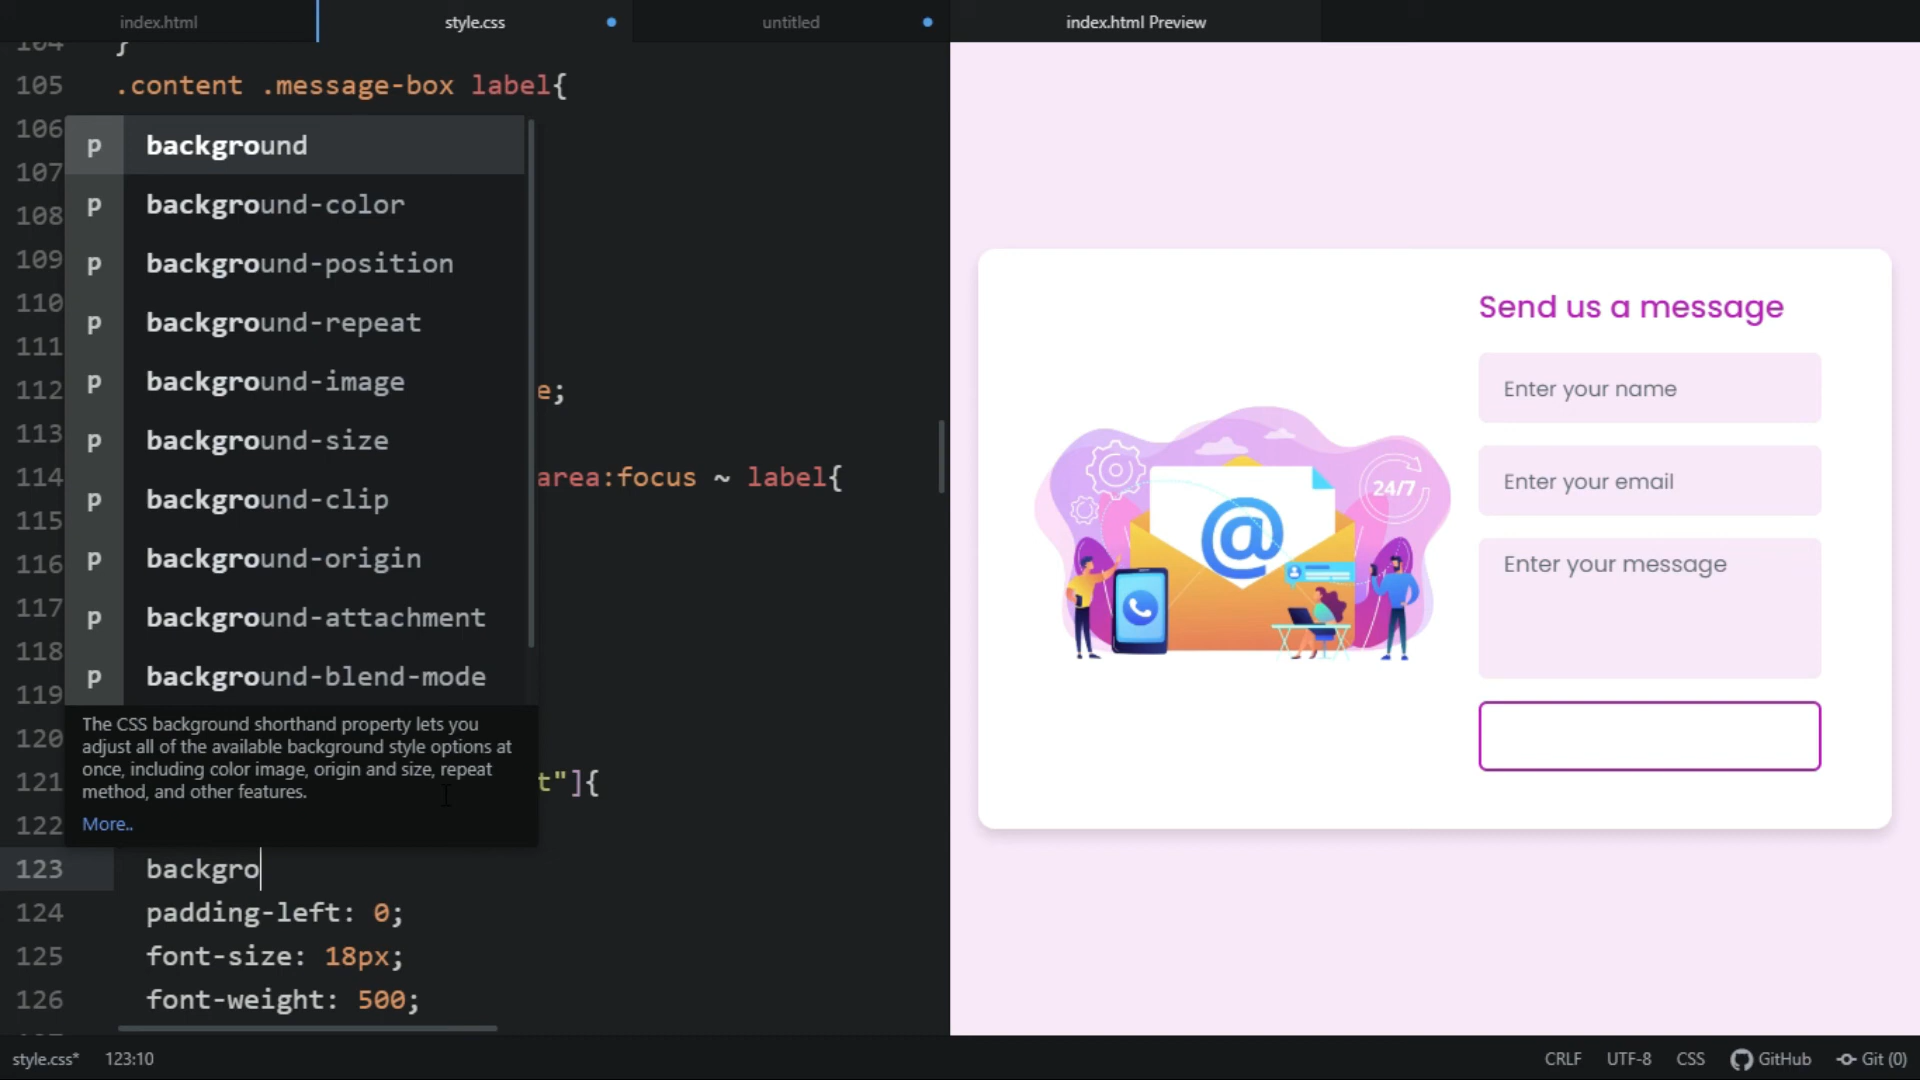 index.html
style.css
untitled
index.html Preview
104 }
105 .content .message-box label{
106
107
108
109
110
111
112 e;
113
114 area:focus ~ label{
115
116
117
118
119
120
121 t"]{
122
p background
p background-color
p background-position
p background-repeat
p background-image
p background-size
p background-clip
p background-origin
p background-attachment
p background-blend-mode
The CSS background shorthand property lets you
adjust all of the available background style options at
once, including color image, origin and size, repeat
method, and other features.
More..
123 backgro
124 padding-left: 0;
125 font-size: 18px;
126 font-weight: 500;
Send us a message
Enter your name
Enter your email
Enter your message
24/7
@
style.css* 123:10
CRLF UTF-8 CSS GitHub Git (0)